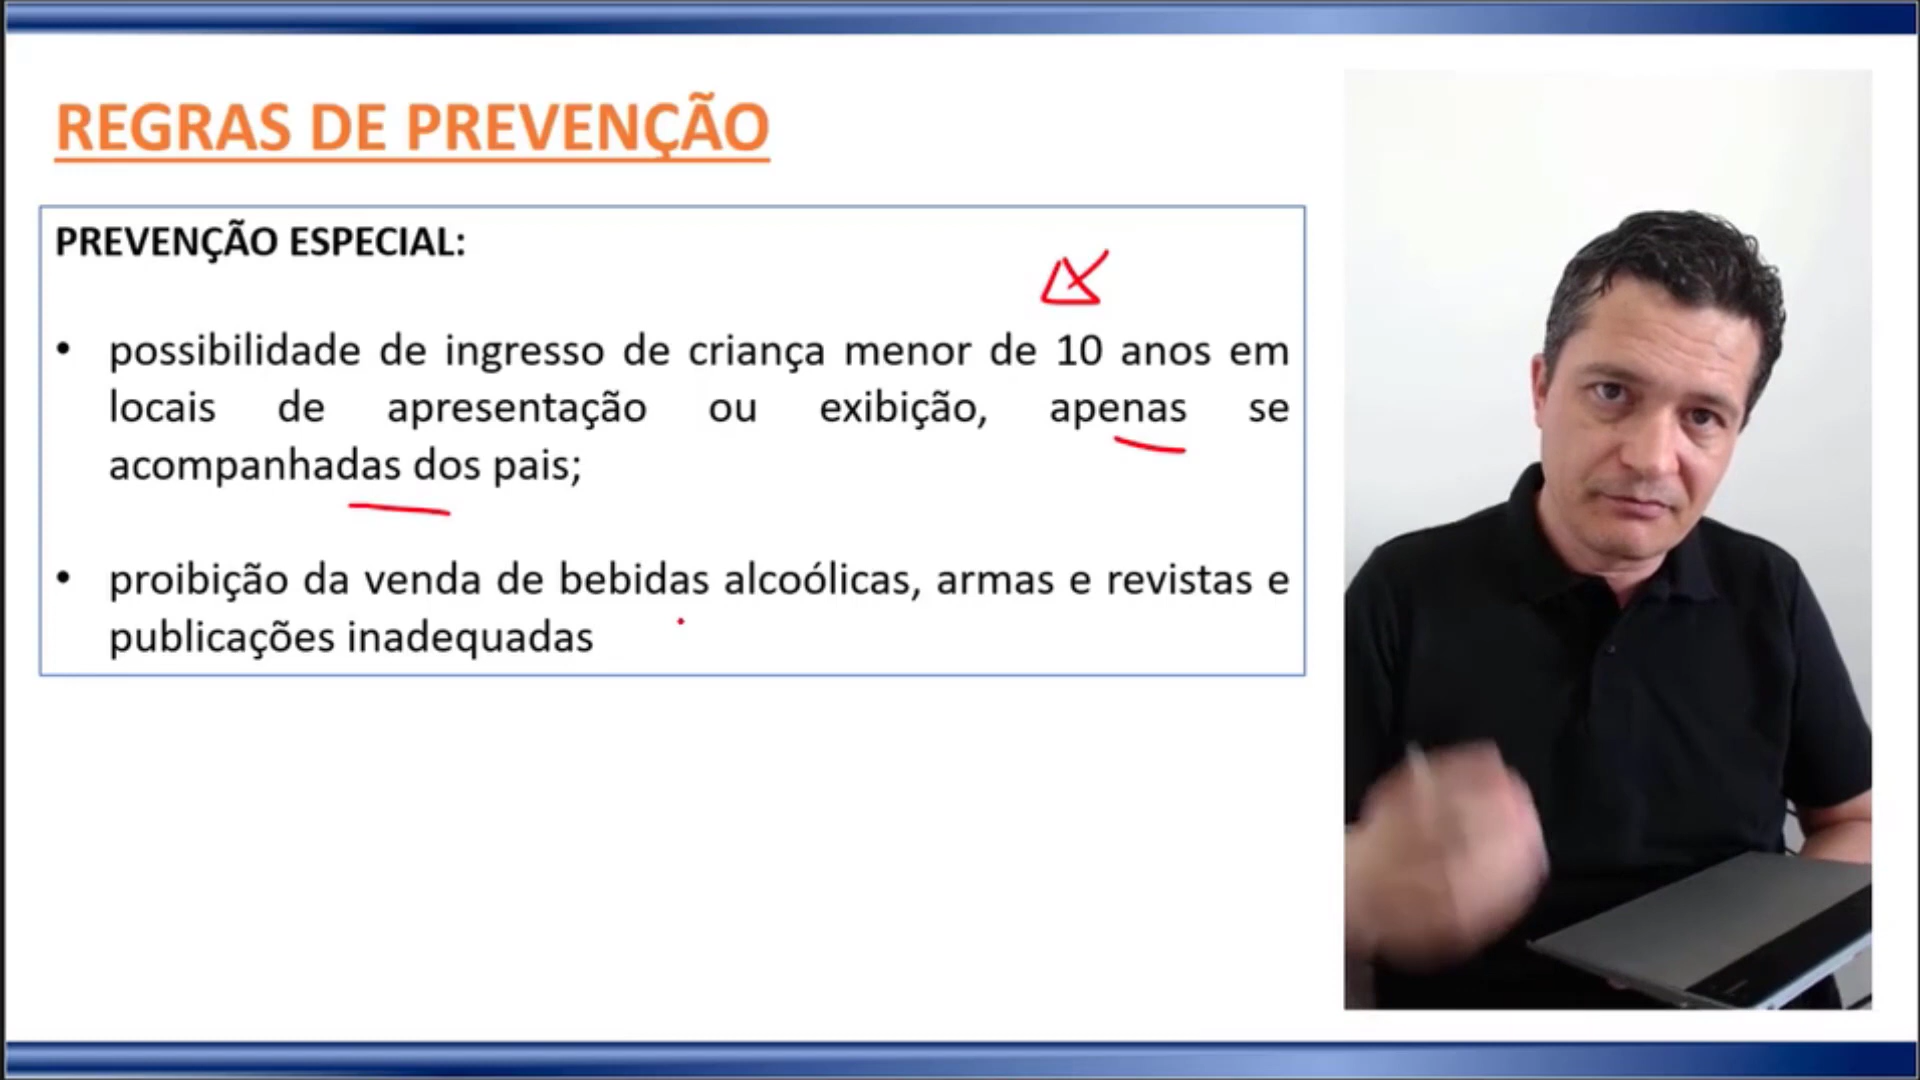 REGRAS DE PREVENÇÃO
PREVENÇÃO ESPECIAL:
• possibilidade de ingresso de criança menor de 10 anos em
locais de apresentação ou exibição, apenas se
acompanhadas dos pais;
• proibição da venda de bebidas alcoólicas, armas e revistas e
publicações inadequadas